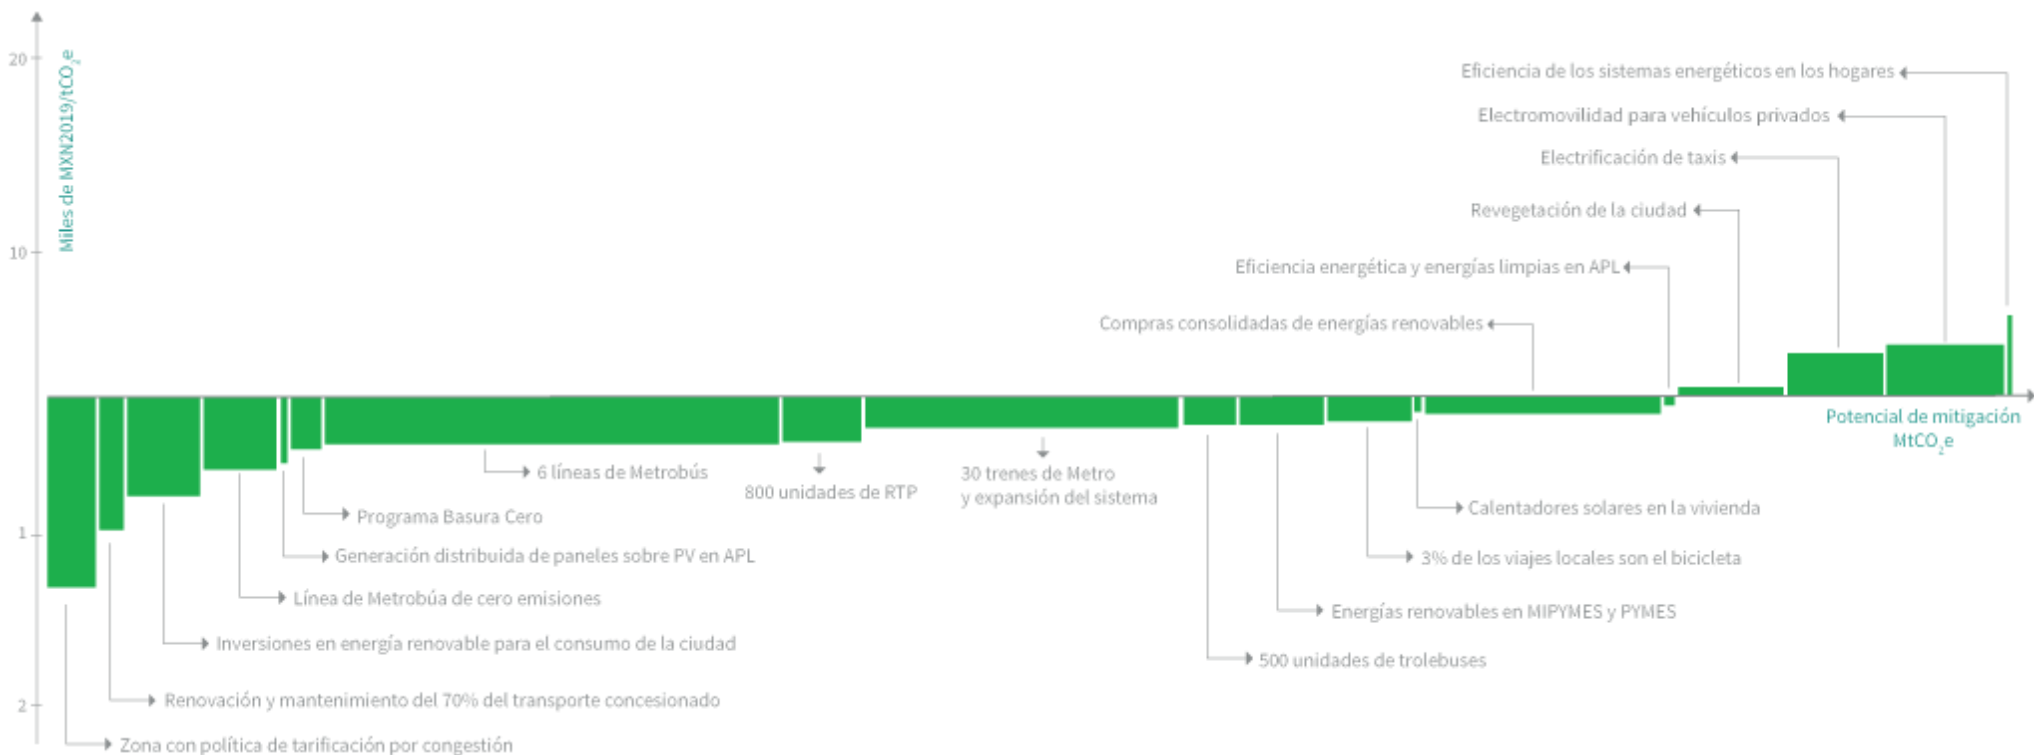 20
10
1
2
Miles de MXN2019/tCO₂e
Eficiencia de los sistemas energéticos en los hogares
Electromovilidad para vehículos privados
Electrificación de taxis
Revegetación de la ciudad
Eficiencia energética y energías limpias en APL
Compras consolidadas de energías renovables
Potencial de mitigación
MtCO₂e
6 líneas de Metrobús
800 unidades de RTP
30 trenes de Metro
y expansión del sistema
Programa Basura Cero
Generación distribuida de paneles sobre PV en APL
Línea de Metrobúa de cero emisiones
Inversiones en energía renovable para el consumo de la ciudad
Renovación y mantenimiento del 70% del transporte concesionado
Zona con política de tarificación por congestión
Calentadores solares en la vivienda
3% de los viajes locales son el bicicleta
Energías renovables en MIPYMES y PYMES
500 unidades de trolebuses